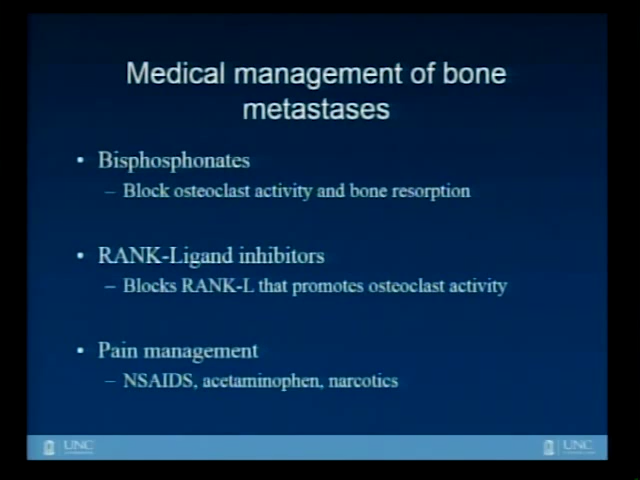 Medical management of bone
metastases
• Bisphosphonates
– Block osteoclast activity and bone resorption
• RANK-Ligand inhibitors
– Blocks RANK-L that promotes osteoclast activity
• Pain management
– NSAIDS, acetaminophen, narcotics
UNC
UNC